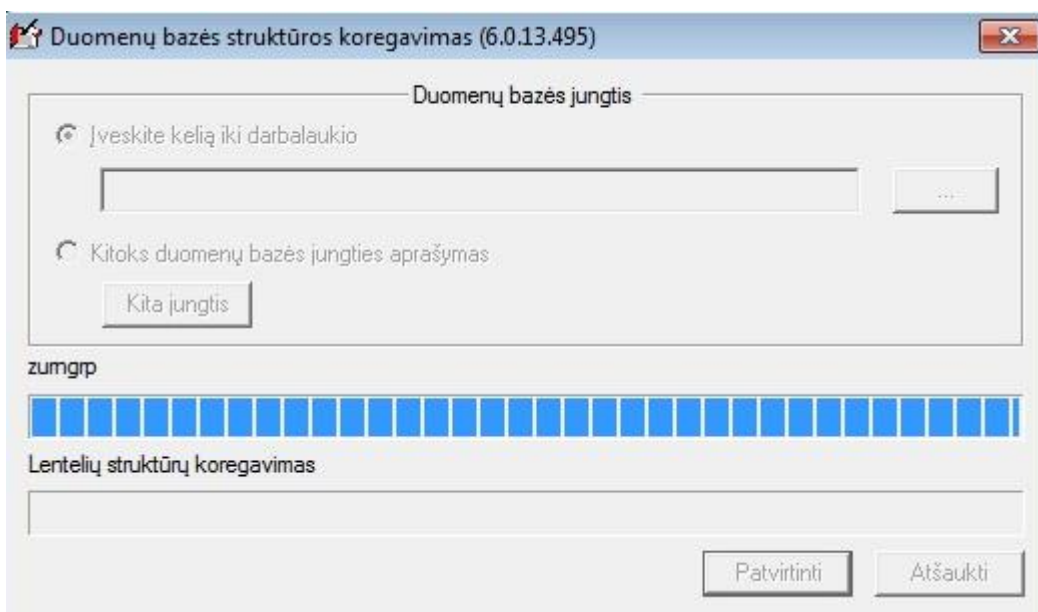 Duomenų bazės struktūros koregavimas (6.0.13.495)
Duomenų bazės jungtis
Įveskite kelią iki darbalaukio
...
Kitoks duomenų bazės jungties aprašymas
Kita jungtis
zurngrp
Lentelių struktūrų koregavimas
Patvirtinti
Atšaukti